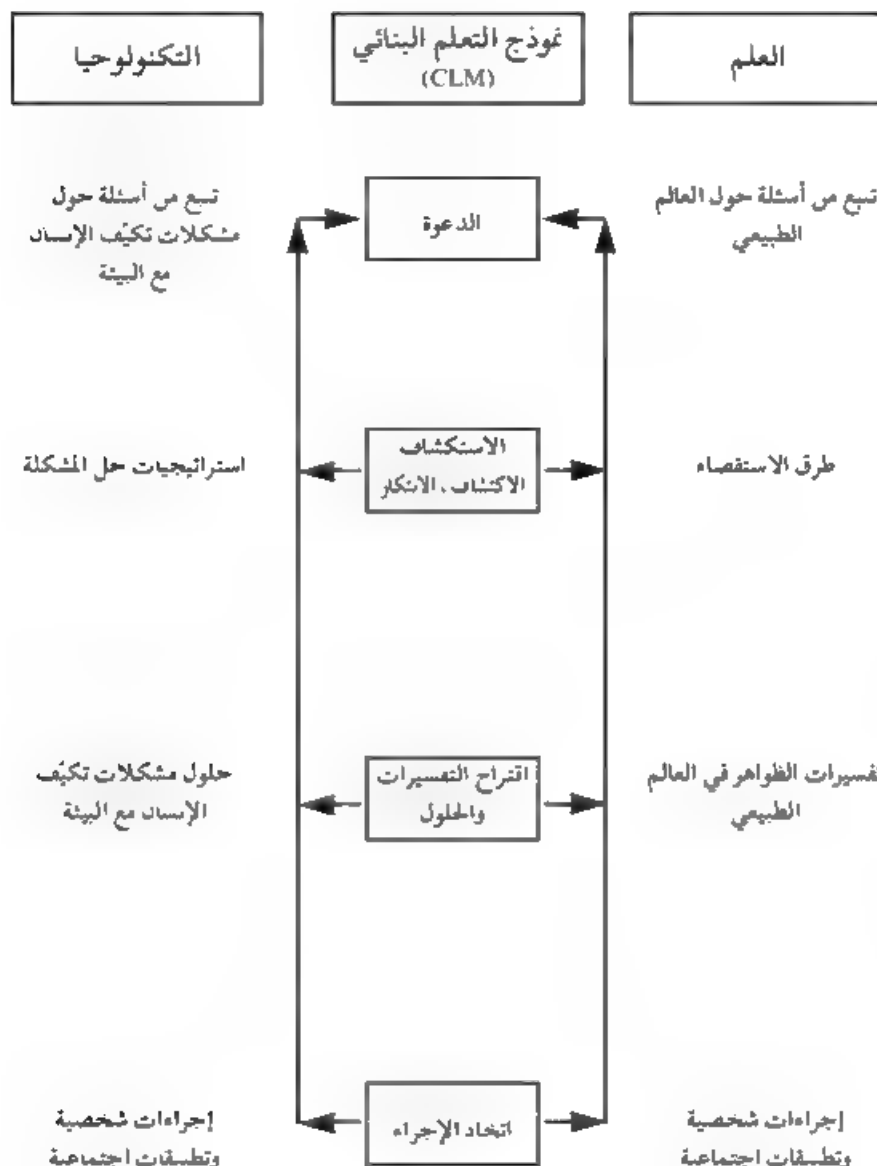 العلم
نموذج التعلم البنائي
(CLM)
التكنولوحيا
تنبع من أسئلة حول العالم
الطبيعي
الدعوة
تنبع من أسئلة حول
مشكلات تكيّف الإنسان
مع البيئة
طرق الاستقصاء
الاستكشاف
الاكتشاف ، الابتكار
استراتيجيات حل المشكلة
تفسيرات الظواهر في العالم
الطبيعي
اقتراح التفسيرات
والحلول
حلول مشكلات تكيّف
الإنسان مع البيئة
إجراءات شخصية
وتطبيقات اجتماعية
اتخاذ الإجراء
إجراءات شخصية
وتطبيقات اجتماعية